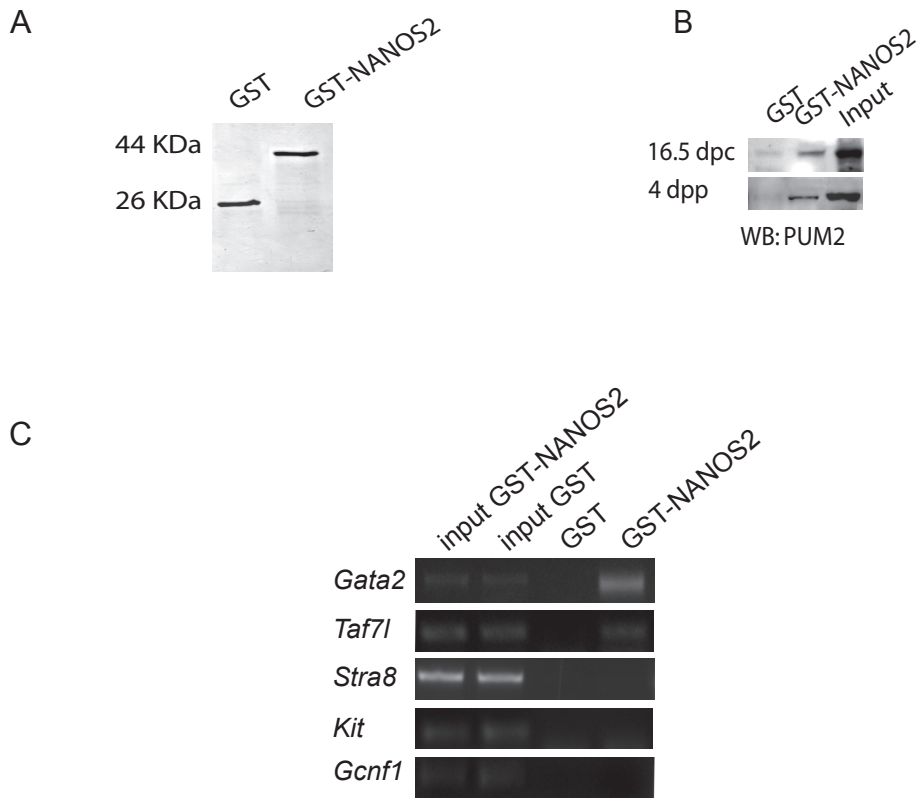 A
GST
GST-NANOS2
44 KDa
26 KDa
B
GST
GST-NANOS2
Input
16.5 dpc
4 dpp
WB: PUM2
C
input GST-NANOS2
input GST
GST
GST-NANOS2
Gata2
Taf7l
Stra8
Kit
Gcnf1